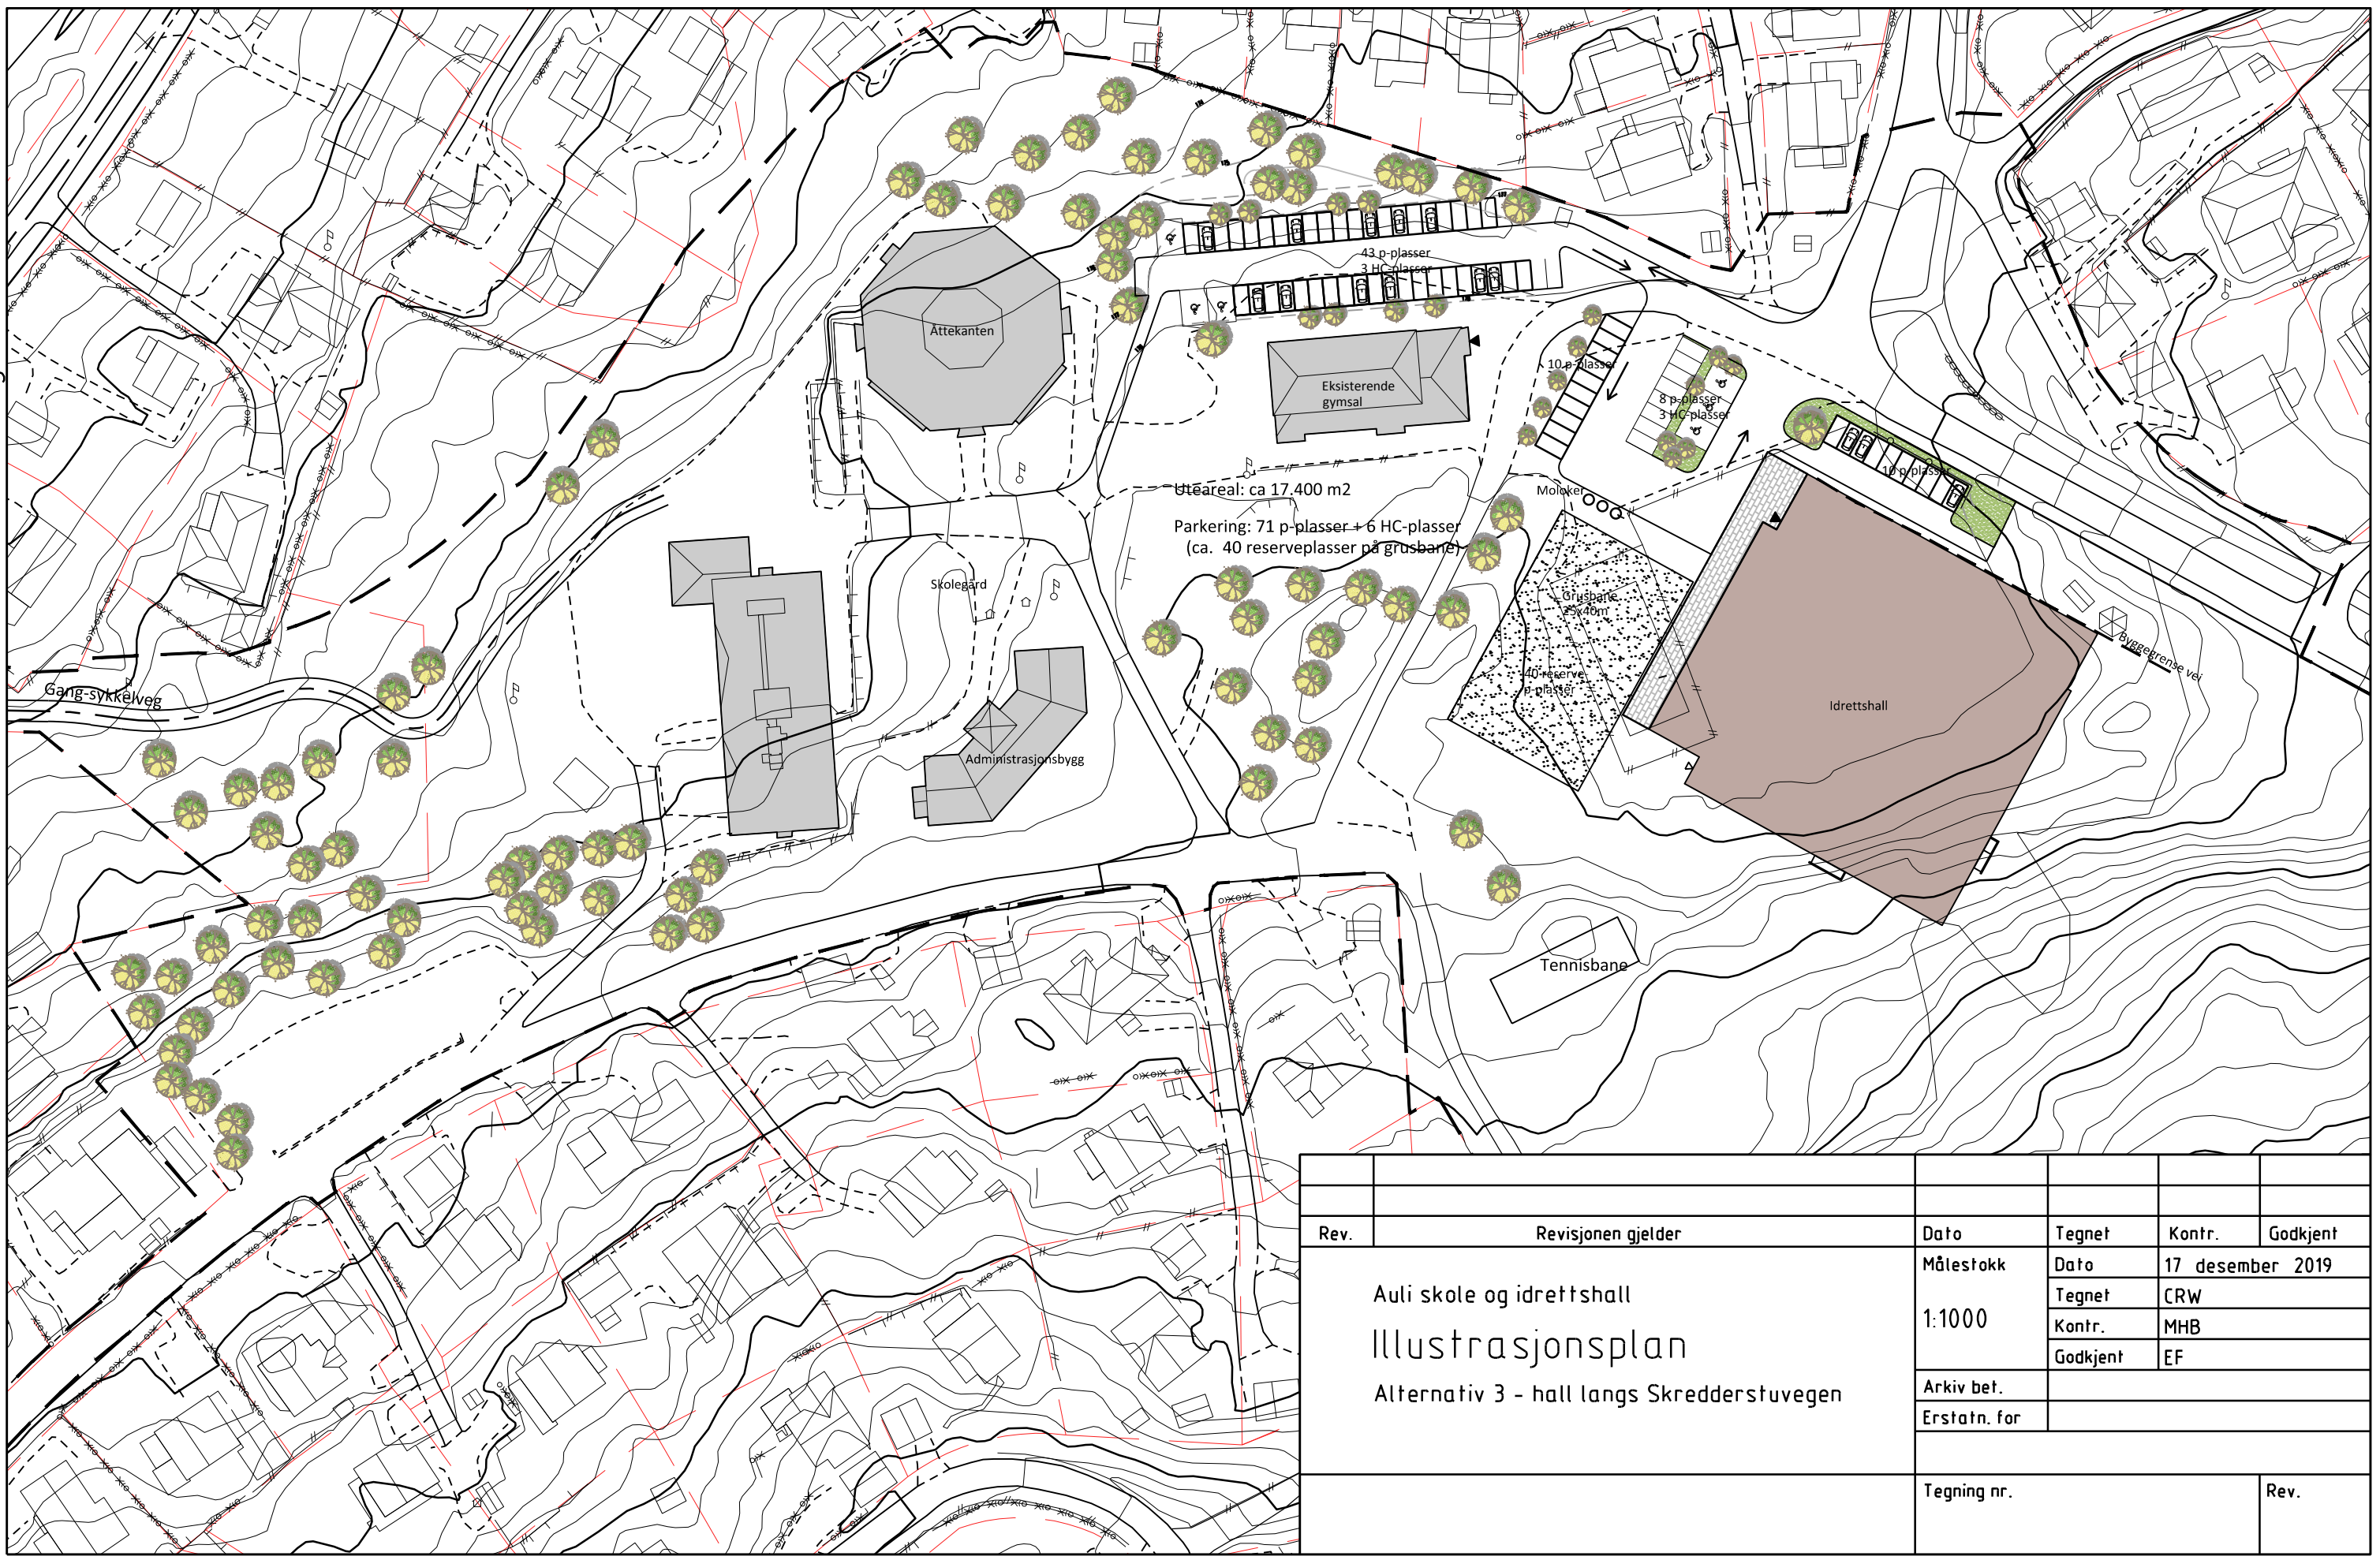 43 p-plasser
3 HC-plasser
Åttekanten
10 p-plasser
Eksisterende
gymsal
8 p-plasser
3 HC-plasser
10 p-plasser
Uteareal: ca 17.400 m2
Moloker
Parkering: 71 p-plasser + 6 HC-plasser
(ca. 40 reserveplasser på grusbane)
Skolegård
Grusbane
25x40m
Byggegrense vei
40 reserve
p-plasser
Gang-sykkelveg
Idrettshall
Administrasjonsbygg
Tennisbane
Rev.
Revisjonen gjelder
Dato
Tegnet
Kontr.
Godkjent
Auli skole og idrettshall
Illustrasjonsplan
Alternativ 3 - hall langs Skredderstuvegen
Målestokk
1:1000
Dato
17 desember 2019
Tegnet
CRW
Kontr.
MHB
Godkjent
EF
Arkiv bet.
Erstatn. for
Tegning nr.
Rev.